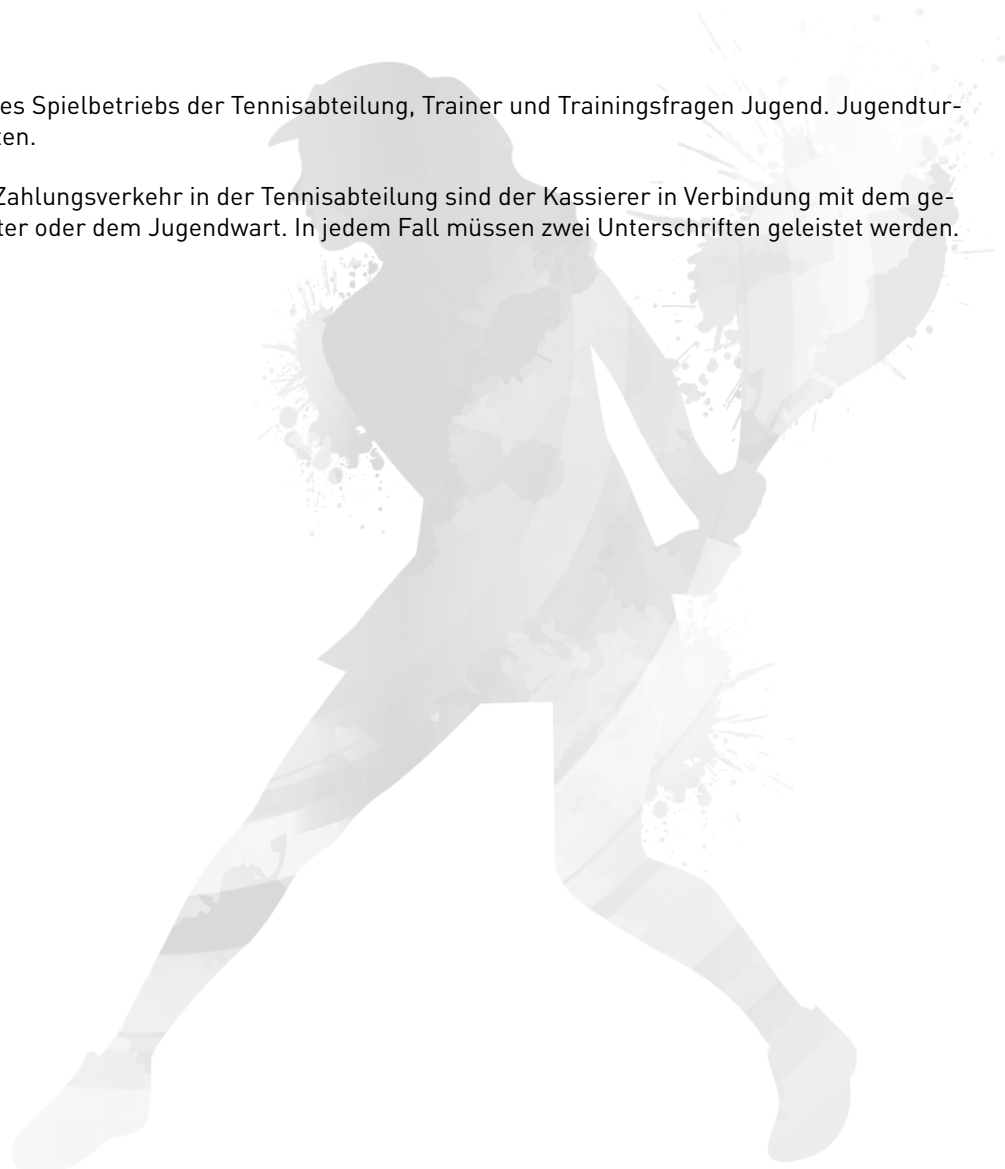 es Spielbetriebs der Tennisabteilung, Trainer und Trainingsfragen Jugend. Jugendtur-
ten.
Zahlungsverkehr in der Tennisabteilung sind der Kassierer in Verbindung mit dem ge-
ter oder dem Jugendwart. In jedem Fall müssen zwei Unterschriften geleistet werden.